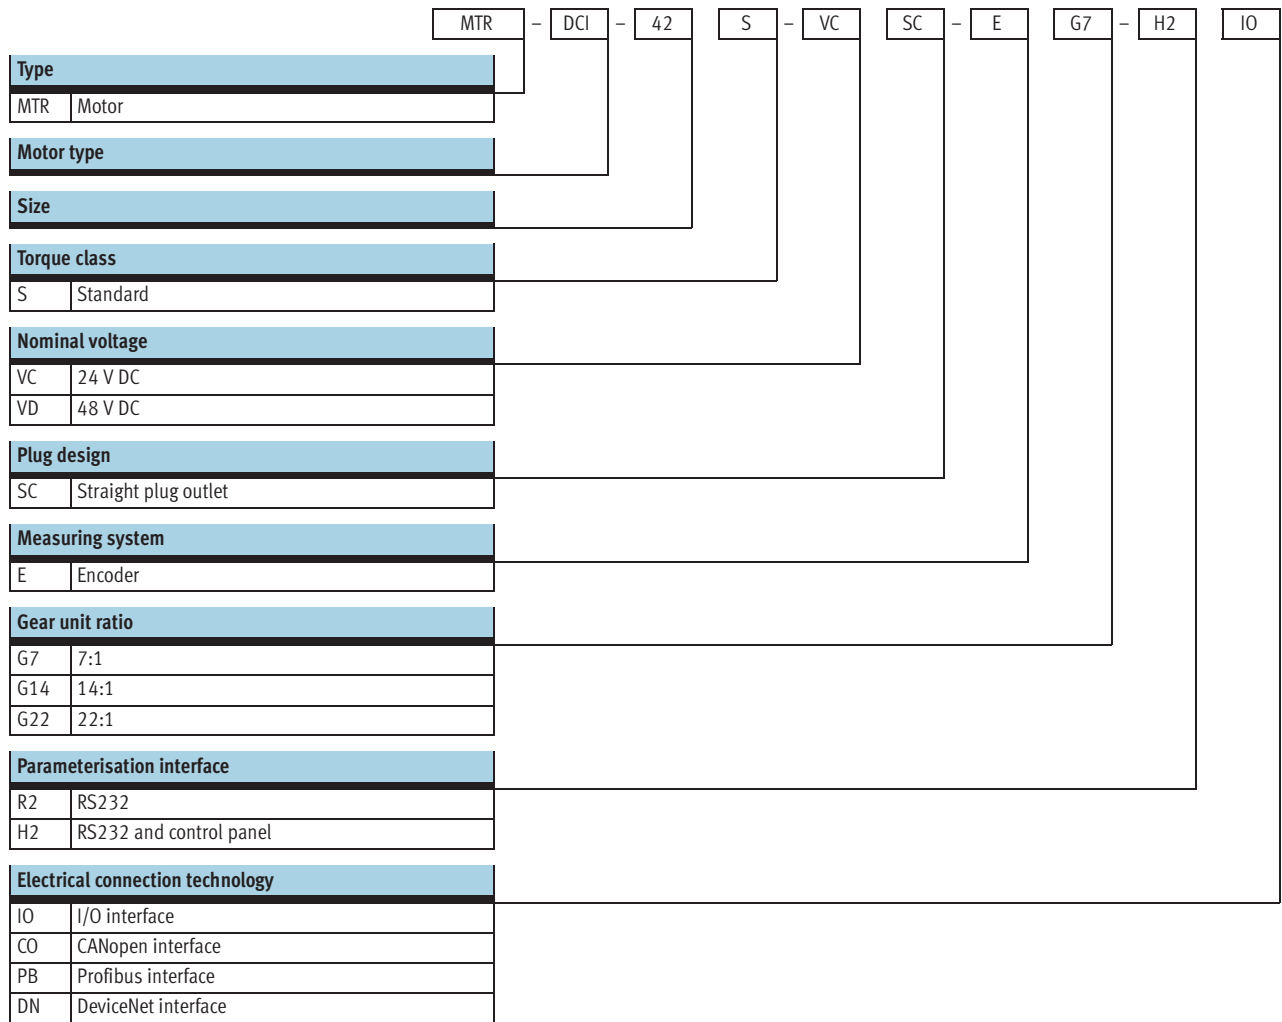 MTR – DCI – 42 S – VC SC – E G7 – H2 IO
Type
MTR Motor
Motor type
Size
Torque class
S Standard
Nominal voltage
VC 24 V DC
VD 48 V DC
Plug design
SC Straight plug outlet
Measuring system
E Encoder
Gear unit ratio
G7 7:1
G14 14:1
G22 22:1
Parameterisation interface
R2 RS232
H2 RS232 and control panel
Electrical connection technology
IO I/O interface
CO CANopen interface
PB Profibus interface
DN DeviceNet interface